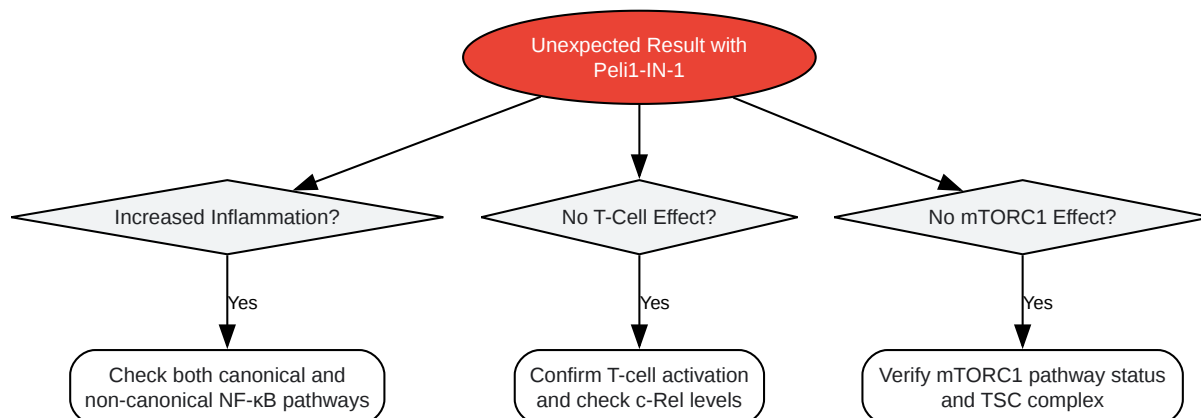 Unexpected Result with
Peli1-IN-1
Increased Inflammation?
No T-Cell Effect?
No mTORC1 Effect?
Yes
Yes
Yes
Check both canonical and
non-canonical NF-κB pathways
Confirm T-cell activation
and check c-Rel levels
Verify mTORC1 pathway status
and TSC complex